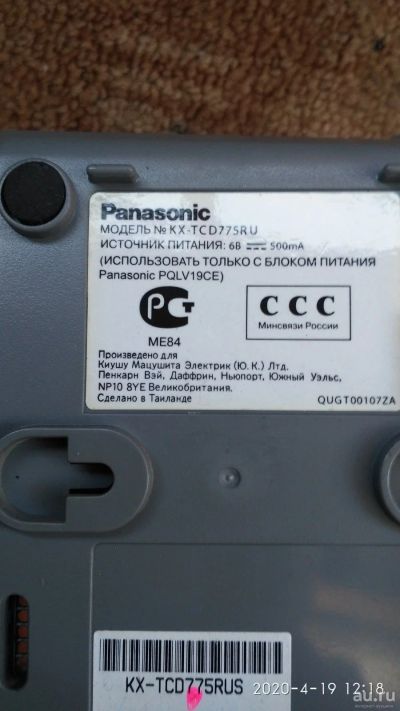 Panasonic
МОДЕЛЬ № KX-TCD775RU
ИСТОЧНИК ПИТАНИЯ: 6В 500mA
(ИСПОЛЬЗОВАТЬ ТОЛЬКО С БЛОКОМ ПИТАНИЯ
Panasonic PQLV19CE)
РСТ
ССС
Минсвязи России
ME84
Произведено для
Киушу Мацушита Электрик (Ю.К.) Лтд.
Пенкарн Вэй, Даффрин, Ньюпорт, Южный Уэльс,
NP10 8YE Великобритания.
Сделано в Таиланде
QUGT00107ZA
KX-TCD775RUS
2020-4-19 12:18
au.ru